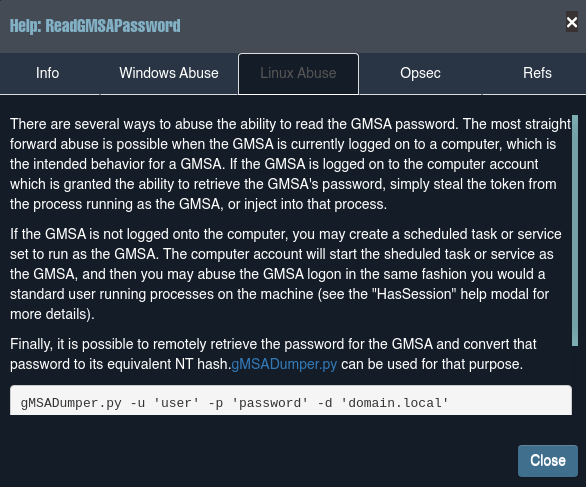 Help: ReadGMSAPassword
×
Info
Windows Abuse
Linux Abuse
Opsec
Refs
There are several ways to abuse the ability to read the GMSA password. The most straight
forward abuse is possible when the GMSA is currently logged on to a computer, which is
the intended behavior for a GMSA. If the GMSA is logged on to the computer account
which is granted the ability to retrieve the GMSA's password, simply steal the token from
the process running as the GMSA, or inject into that process.
If the GMSA is not logged onto the computer, you may create a scheduled task or service
set to run as the GMSA. The computer account will start the sheduled task or service as
the GMSA, and then you may abuse the GMSA logon in the same fashion you would a
standard user running processes on the machine (see the "HasSession" help modal for
more details).
Finally, it is possible to remotely retrieve the password for the GMSA and convert that
password to its equivalent NT hash.gMSADumper.py can be used for that purpose.
gMSADumper.py -u 'user' -p 'password' -d 'domain.local'
Close